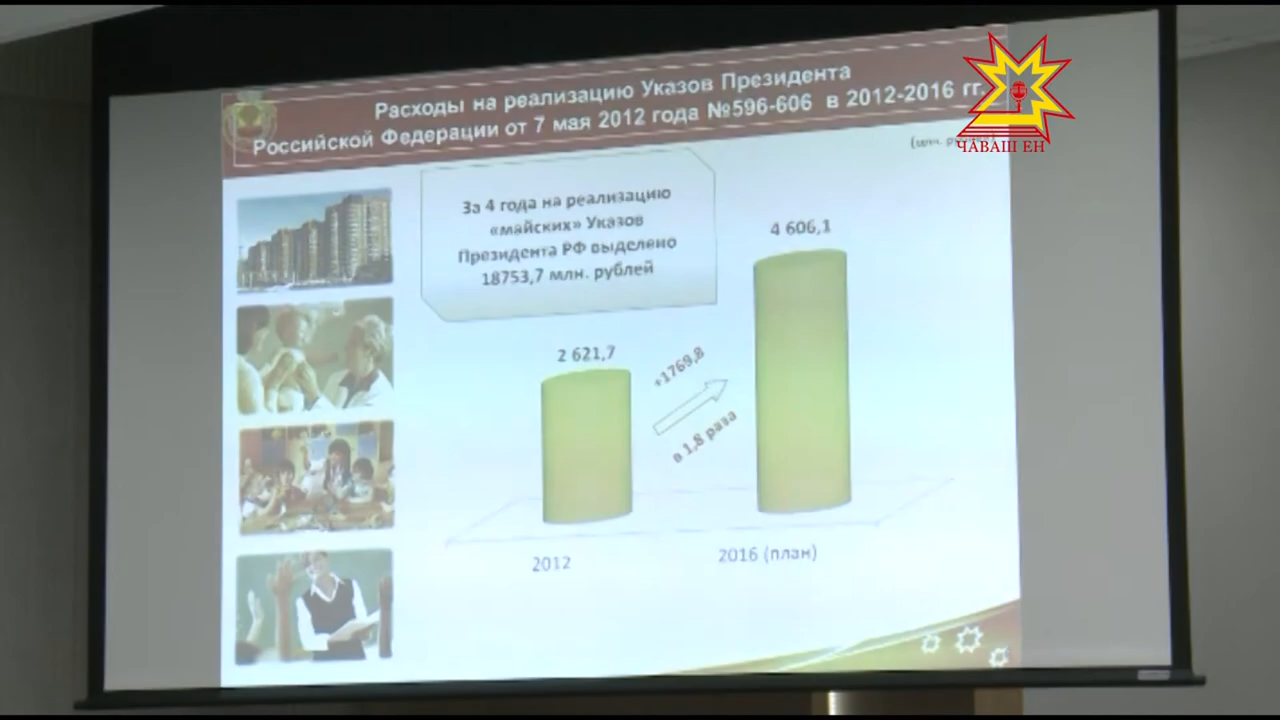 Расходы на реализацию Указов Президента
Российской Федерации от 7 мая 2012 года №596-606 в 2012-2016 гг.
ЧӐВАШ ЕН
За 4 года на реализацию
«майских» Указов
Президента РФ выделено
18753,7 млн. рублей
4 606,1
2 621,7
+1769,8
в 1,8 раза
2012
2016 (план)